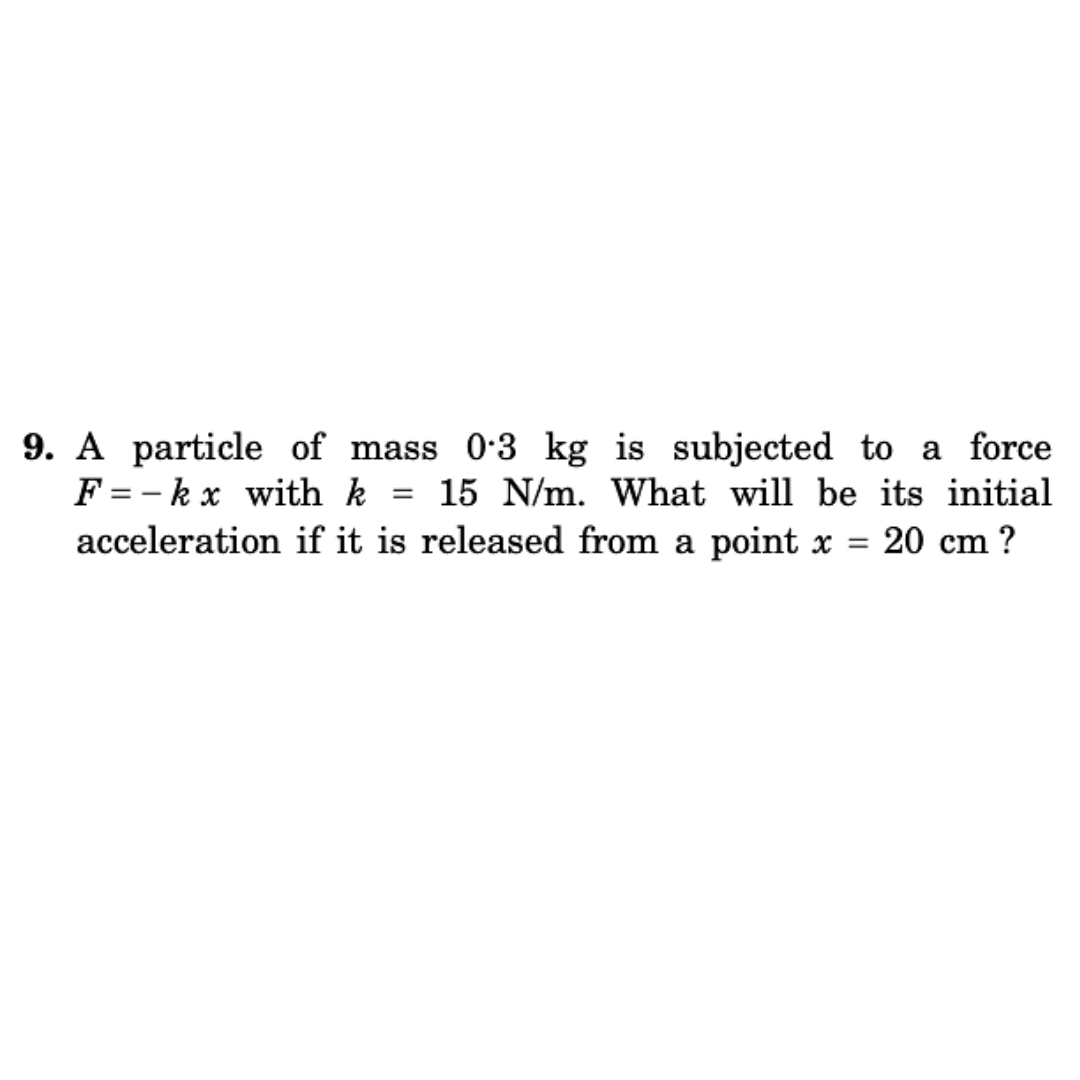 9. A particle of mass 0·3 kg is subjected to a force
F = – k x with k = 15 N/m. What will be its initial
acceleration if it is released from a point x = 20 cm ?